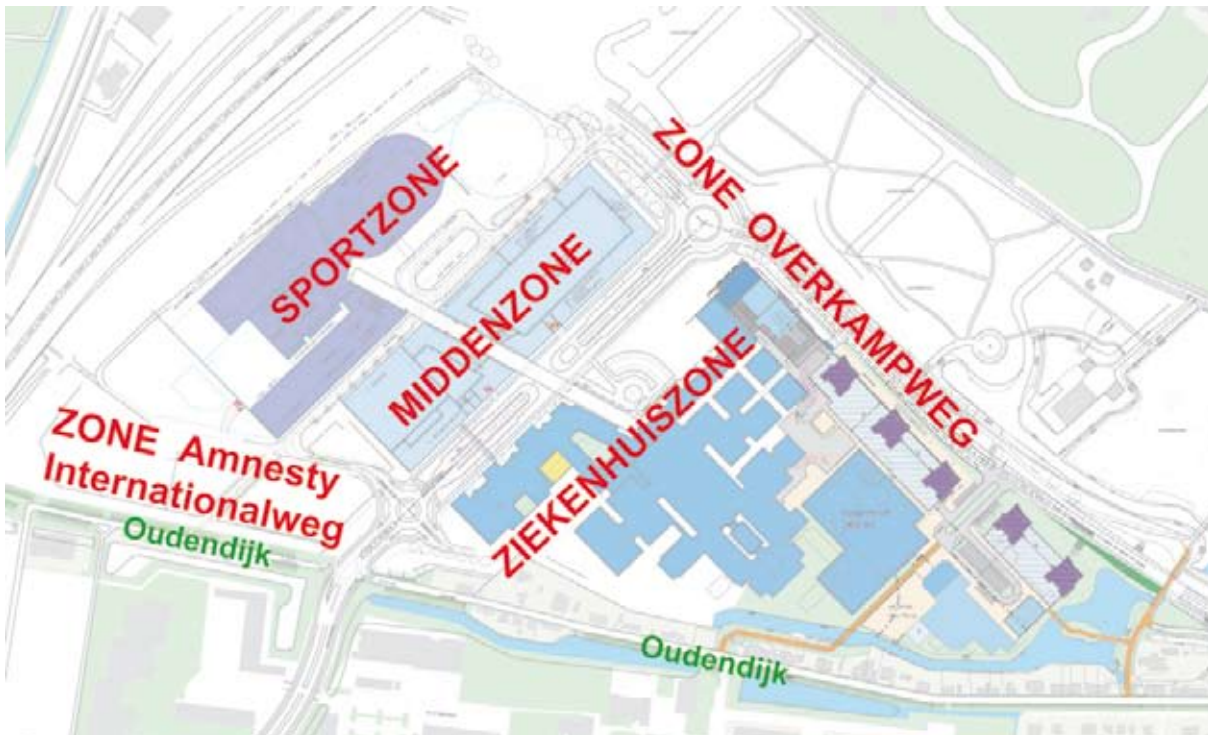 ZONE OVERKAMPWEG
SPORTZONE
MIDDENZONE
ZIEKENHUISZONE
ZONE Amnesty
Internationalweg
Oudendijk
Oudendijk